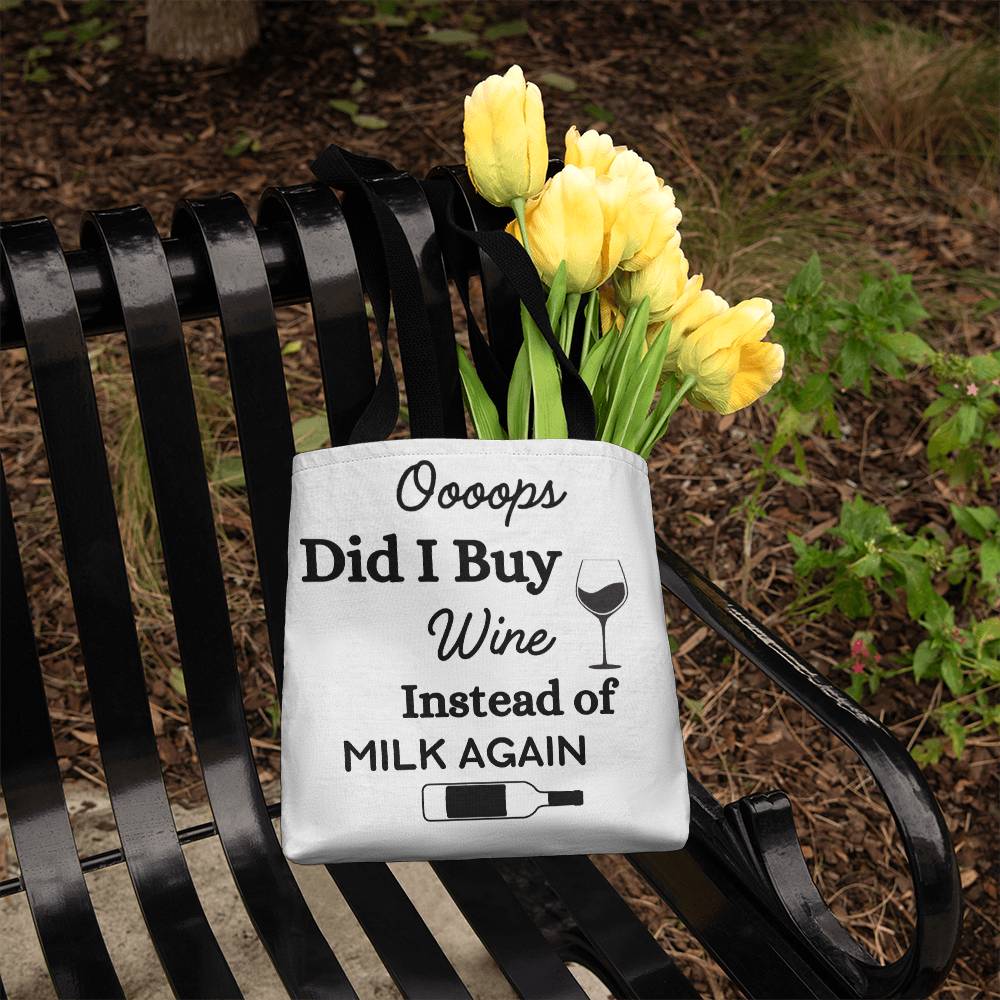 Oooops
Did I Buy
Wine
Instead of
MILK AGAIN